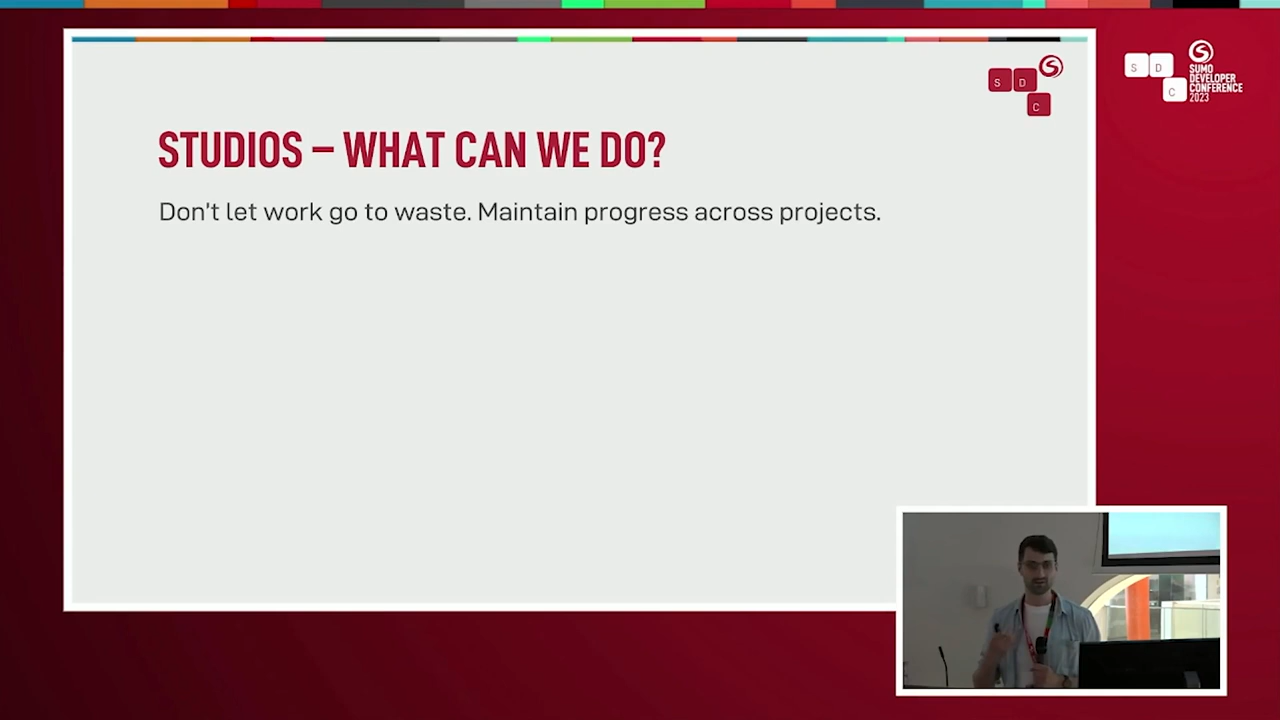 S D
C
SUMO
DEVELOPER
CONFERENCE
2023
S D
C
STUDIOS – WHAT CAN WE DO?
Don't let work go to waste. Maintain progress across projects.